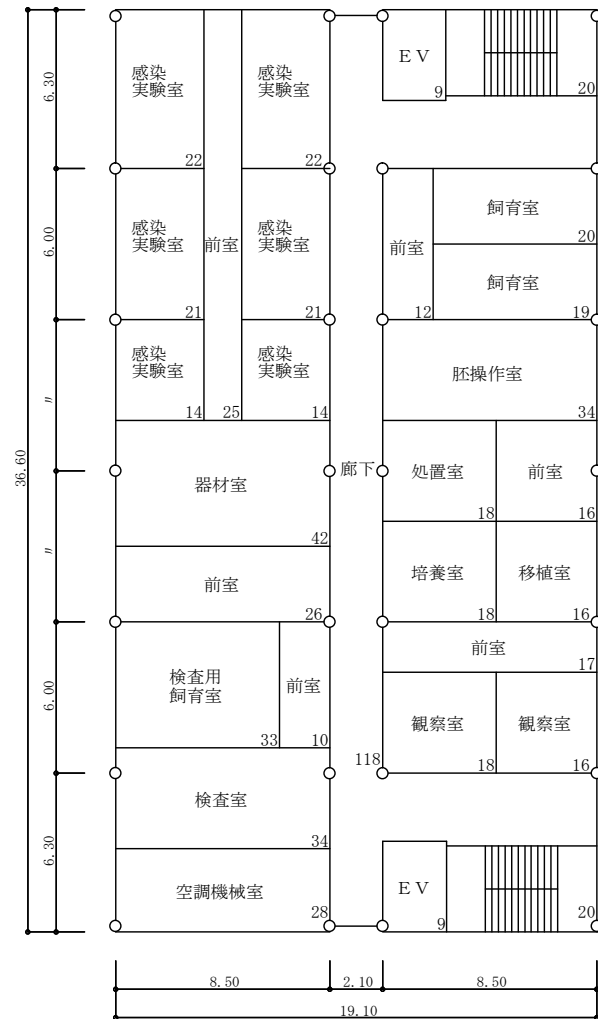 感染
実験室
22
感染
実験室
22
ＥＶ
9
20
感染
実験室
21
前室
25
感染
実験室
21
前室
12
飼育室
20
飼育室
19
感染
実験室
14
感染
実験室
14
胚操作室
34
器材室
42
廊下
118
処置室
18
前室
16
前室
26
培養室
18
移植室
16
検査用
飼育室
33
前室
10
前室
17
観察室
18
観察室
16
検査室
34
空調機械室
28
ＥＶ
9
20
6.30
6.00
〃
〃
6.00
6.30
36.60
8.50
2.10
8.50
19.10